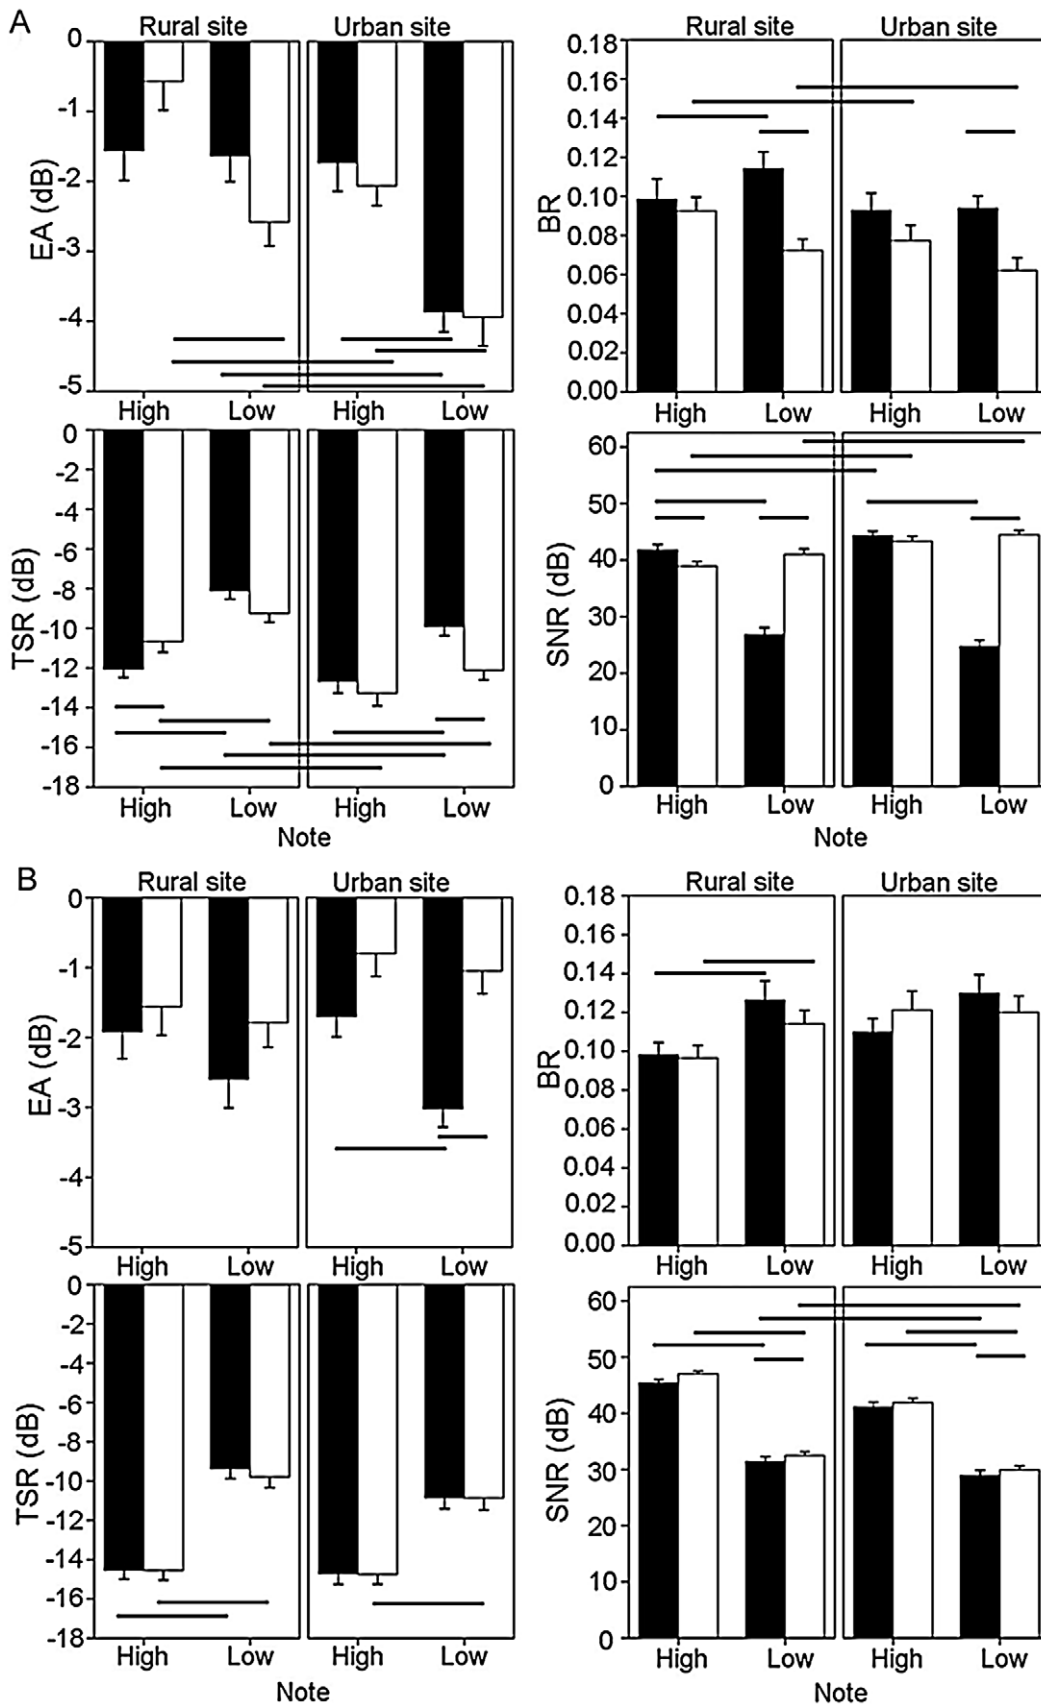 A
Rural site
Urban site
EA (dB)
0
-1
-2
-3
-4
-5
High
Low
High
Low
Rural site
Urban site
BR
0.18
0.16
0.14
0.12
0.10
0.08
0.06
0.04
0.02
0.00
High
Low
High
Low
TSR (dB)
0
-2
-4
-6
-8
-10
-12
-14
-16
-18
High
Low
High
Low
Note
SNR (dB)
60
50
40
30
20
10
0
High
Low
High
Low
Note
B
Rural site
Urban site
EA (dB)
0
-1
-2
-3
-4
-5
High
Low
High
Low
Rural site
Urban site
BR
0.18
0.16
0.14
0.12
0.10
0.08
0.06
0.04
0.02
0.00
High
Low
High
Low
TSR (dB)
0
-2
-4
-6
-8
-10
-12
-14
-16
-18
High
Low
High
Low
Note
SNR (dB)
60
50
40
30
20
10
0
High
Low
High
Low
Note